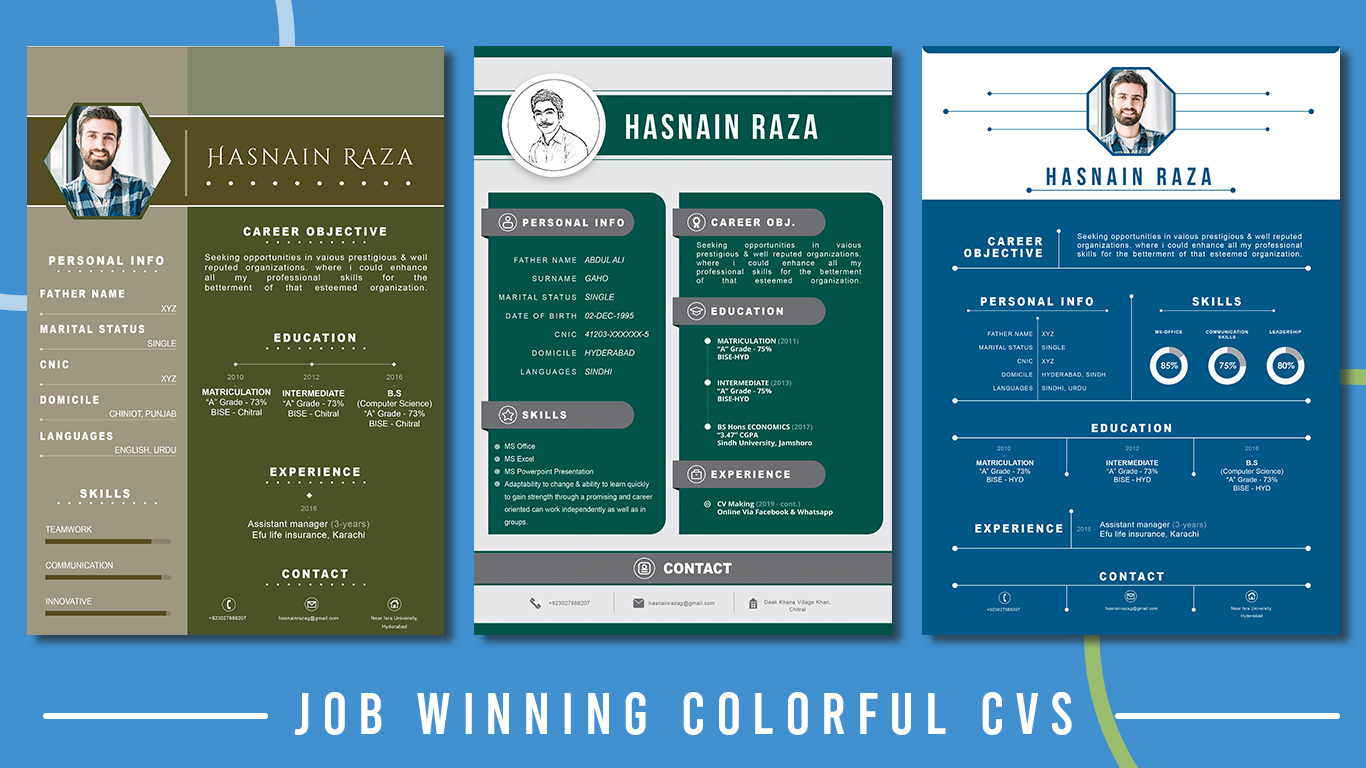 HASNAIN RAZA
PERSONAL INFO
FATHER NAME
XYZ
MARITAL STATUS
SINGLE
CNIC
XYZ
DOMICILE
CHINIOT, PUNJAB
LANGUAGES
ENGLISH, URDU
SKILLS
TEAMWORK
COMMUNICATION
INNOVATIVE
CAREER OBJECTIVE
Seeking opportunities in vaious prestigious & well
reputed organizations. where i could enhance
all my professional skills for the
betterment of that esteemed organization.
EDUCATION
2010 2012 2016
MATRICULATION INTERMEDIATE B.S
"A" Grade - 73% "A" Grade - 73% (Computer Science)
BISE - Chitral BISE - Chitral "A" Grade - 73%
BISE - Chitral
EXPERIENCE
2016
Assistant manager (3-years)
Efu life insurance, Karachi
CONTACT
+923027888207 hasnainrazag@gmail.com Near Isra University,
Hyderabad
HASNAIN RAZA
PERSONAL INFO
FATHER NAME ABDUL ALI
SURNAME GAHO
MARITAL STATUS SINGLE
DATE OF BIRTH 02-DEC-1995
CNIC 41203-XXXXXX-5
DOMICILE HYDERABAD
LANGUAGES SINDHI
SKILLS
MS Office
MS Excel
MS Powerpoint Presentation
Adaptability to change & ability to learn quickly
to gain strength through a promising and career
oriented can work independently as well as in
groups.
CAREER OBJ.
Seeking opportunities in vaious
prestigious & well reputed organizations.
where i could enhance all my
professional skills for the betterment
of that esteemed organization.
EDUCATION
MATRICULATION (2011)
"A" Grade - 75%
BISE-HYD
INTERMEDIATE (2013)
"A" Grade - 75%
BISE-HYD
BS Hons ECONOMICS (2017)
"3.47" CGPA
Sindh University, Jamshoro
EXPERIENCE
CV Making (2019 - cont.)
Online Via Facebook & Whatsapp
CONTACT
+923027888207 hasnainrazag@gmail.com Daak Khana Village Khan,
Chitral
HASNAIN RAZA
CAREER
OBJECTIVE
Seeking opportunities in vaious prestigious & well reputed
organizations. where i could enhance all my professional
skills for the betterment of that esteemed organization.
PERSONAL INFO
FATHER NAME XYZ
MARITAL STATUS SINGLE
CNIC XYZ
DOMICILE HYDERABAD, SINDH
LANGUAGES SINDHI, URDU
SKILLS
MS-OFFICE COMMUNICATION LEADERSHIP
SKILLS
85% 75% 80%
EDUCATION
2010 2012 2016
MATRICULATION INTERMEDIATE B.S
"A" Grade - 73% "A" Grade - 73% (Computer Science)
BISE - HYD BISE - HYD "A" Grade - 73%
BISE - HYD
EXPERIENCE 2016 - Assistant manager (3-years)
Efu life insurance, Karachi
CONTACT
+923027888207 hasnainrazag@gmail.com Near Isra University,
Hyderabad
JOB WINNING COLORFUL CVS